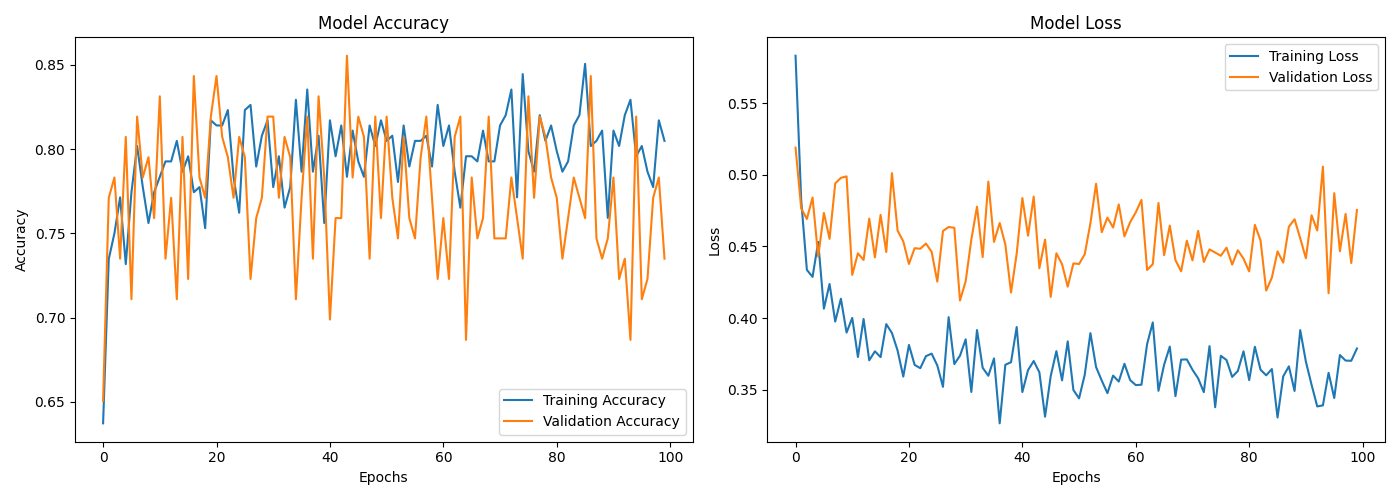 Model Accuracy
Accuracy
0.85
0.80
0.75
0.70
0.65
0 20 40 60 80 100
Epochs
Training Accuracy
Validation Accuracy
Model Loss
Loss
0.55
0.50
0.45
0.40
0.35
0 20 40 60 80 100
Epochs
Training Loss
Validation Loss